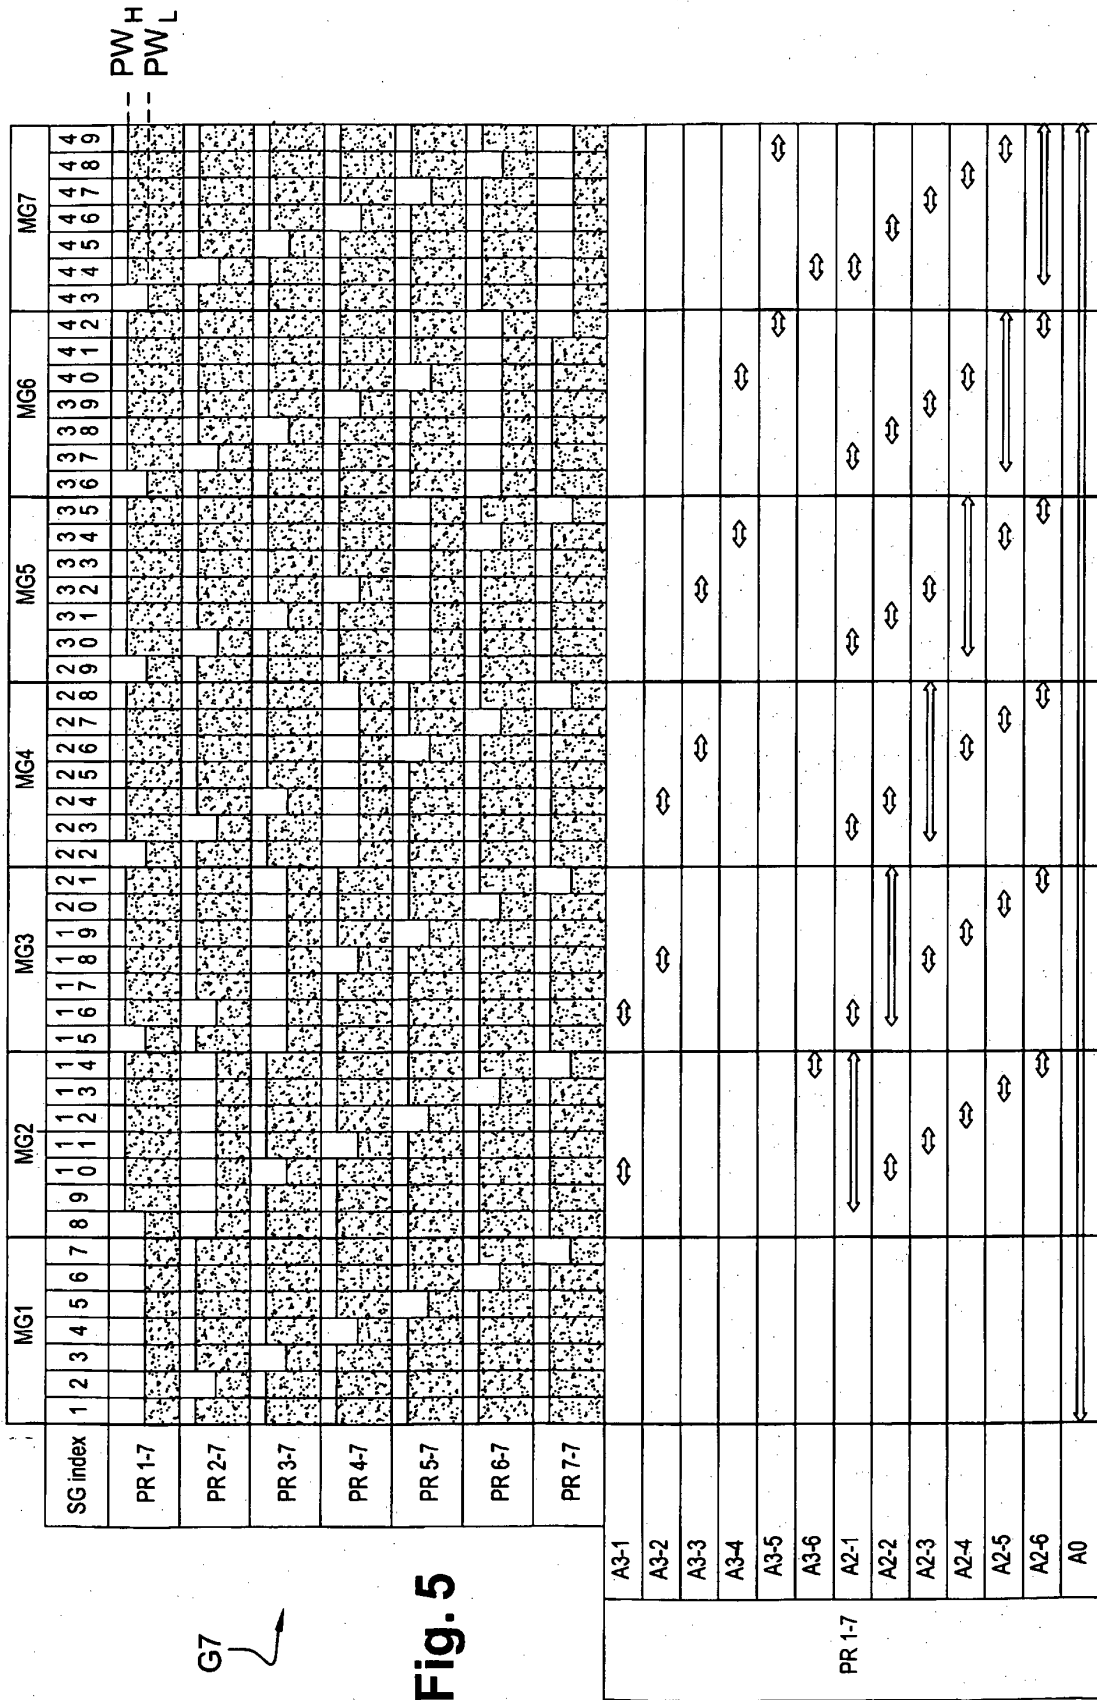 G7
Fig. 5
MG1 MG2 MG3 MG4 MG5 MG6 MG7
SG index 1 2 3 4 5 6 7 8 9 10 11 12 13 14 15 16 17 18 19 20 21 22 23 24 25 26 27 28 29 30 31 32 33 34 35 36 37 38 39 40 41 42 43 44 45 46 47 48 49
PR 1-7
PW H
PW L
PR 2-7
PR 3-7
PR 4-7
PR 5-7
PR 6-7
PR 7-7
PR 1-7
A3-1
A3-2
A3-3
A3-4
A3-5
A3-6
A2-1
A2-2
A2-3
A2-4
A2-5
A2-6
A0